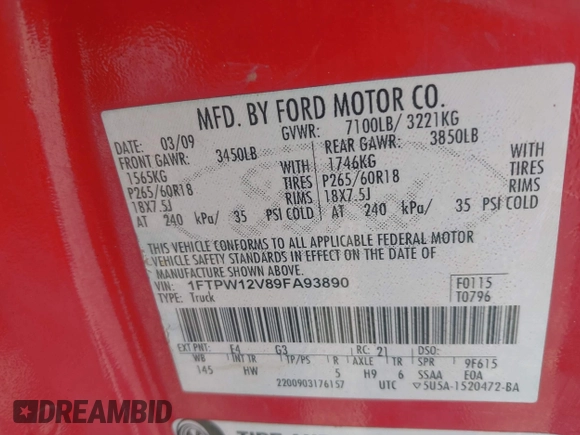 MFD. BY FORD MOTOR CO.
DATE: 03/09 GVWR: 7100LB/ 3221KG
FRONT GAWR: 3450LB REAR GAWR: 3850LB
1565KG WITH 1746KG WITH
P265/60R18 TIRES P265/60R18 TIRES
18X7.5J RIMS 18X7.5J RIMS
AT 240 kPa/ 35 PSI COLD AT 240 kPa/ 35 PSI COLD
THIS VEHICLE CONFORMS TO ALL APPLICABLE FEDERAL MOTOR
VEHICLE SAFETY STANDARDS IN EFFECT ON THE DATE OF
MANUFACTURE SHOWN ABOVE.
VIN: 1FTPW12V89FA93890 F0115
TYPE: Truck T0796
EXT PNT: F4 G3 RC: 21 DSO:
WB INT TR TP/PS R AXLE TR SPR 9F615
145 HW 5 H9 6 SSAA EOA
2200903176157 UTC 5U5A-1520472-BA
DREAMBID